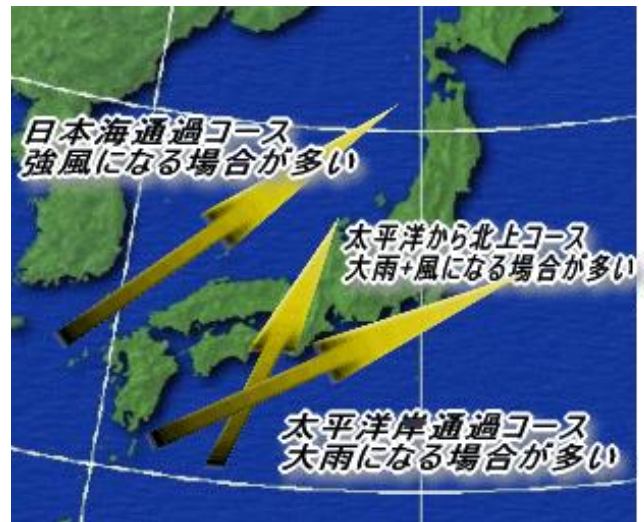 日本海通過コース
強風になる場合が多い
太平洋から北上コース
大雨+風になる場合が多い
太平洋岸通過コース
大雨になる場合が多い